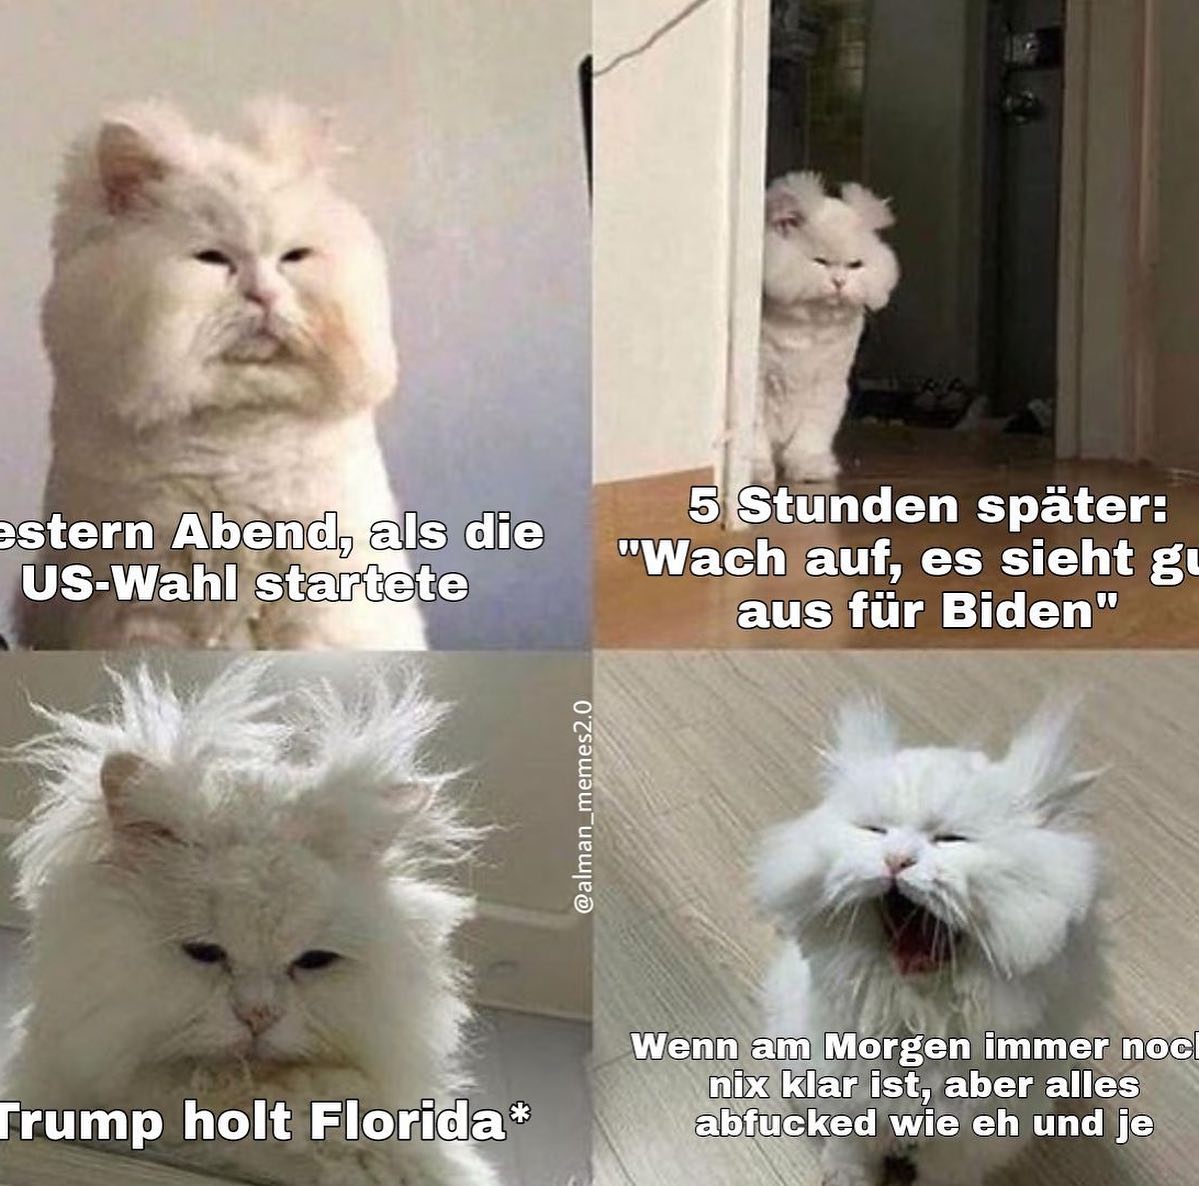 estern Abend, als die
US-Wahl startete
5 Stunden später:
"Wach auf, es sieht gu
aus für Biden"
@alman_memes2.0
Trump holt Florida*
Wenn am Morgen immer noc
nix klar ist, aber alles
abfucked wie eh und je